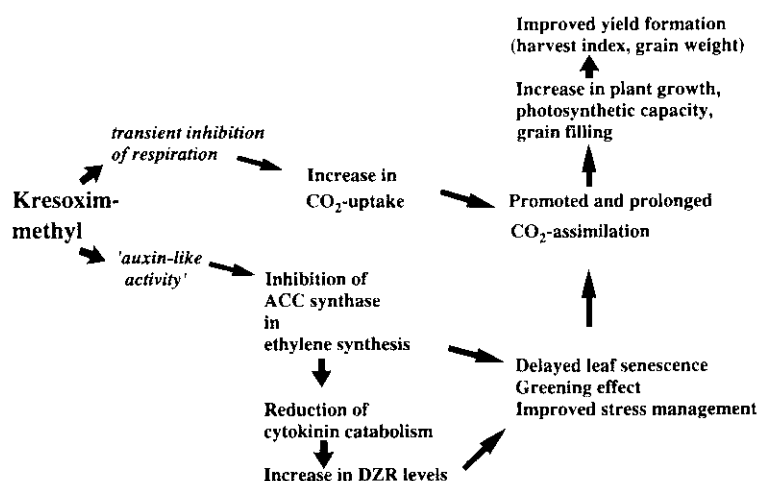 Improved yield formation
(harvest index, grain weight)
Increase in plant growth,
photosynthetic capacity,
grain filling
transient inhibition
of respiration
Increase in
CO₂-uptake
Kresoxim-
methyl
Promoted and prolonged
CO₂-assimilation
'auxin-like
activity'
Inhibition of
ACC synthase
in
ethylene synthesis
Delayed leaf senescence
Greening effect
Improved stress management
Reduction of
cytokinin catabolism
Increase in DZR levels